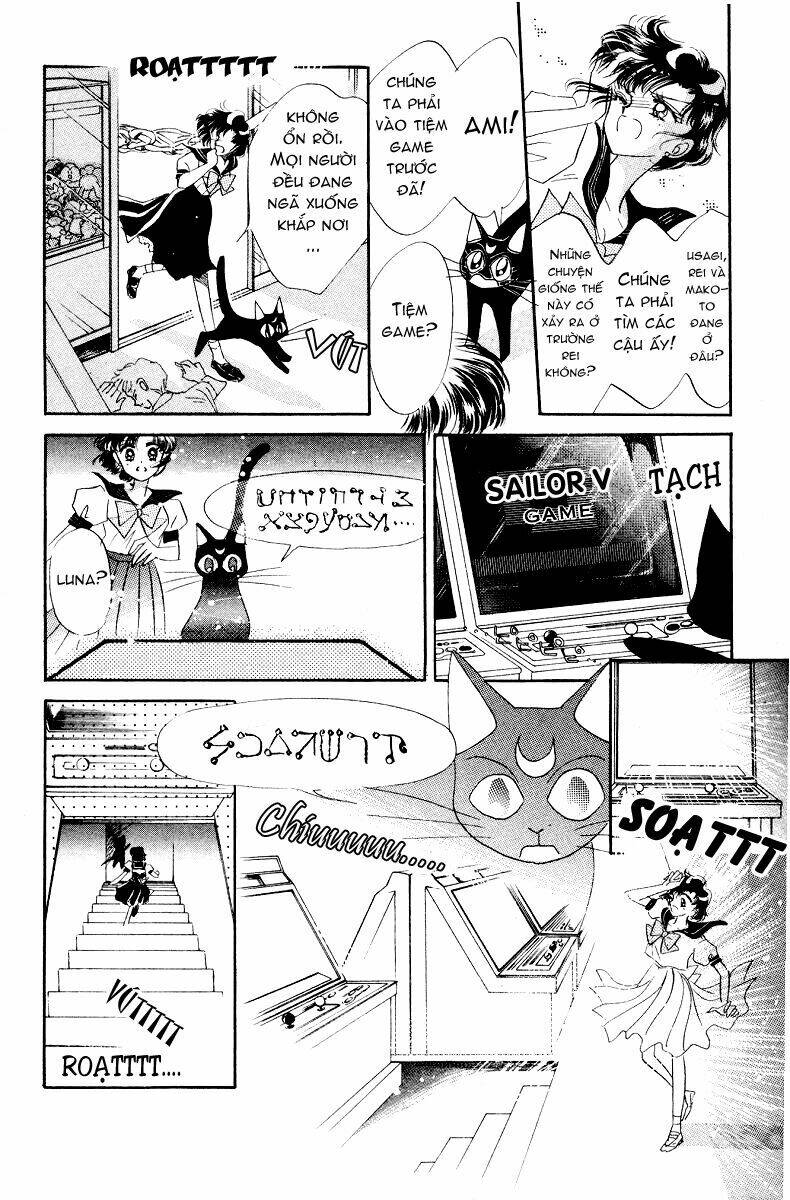 ROẠTTTTT
KHÔNG
ỔN RỒI.
MỌI NGƯỜI
ĐỀU ĐANG
NGÃ XUỐNG
KHẮP NƠI
...
VÚT
CHÚNG
TA PHẢI
VÀO TIỆM
GAME
TRƯỚC
ĐÃ!
AMI!
TIỆM
GAME?
NHỮNG
CHUYỆN
GIỐNG THẾ
NÀY CÓ
XẢY RA Ở
TRƯỜNG
REI
KHÔNG?
CHÚNG
TA PHẢI
TÌM CÁC
CẬU ẤY!
USAGI,
REI VÀ
MAKO-
TO ĐANG
Ở
ĐÂU?
LUNA?
SAILOR V
GAME
TẠCH
Chíuuuuu.....
SOẠTTT
VÚTTTTT
ROẠTTTT....